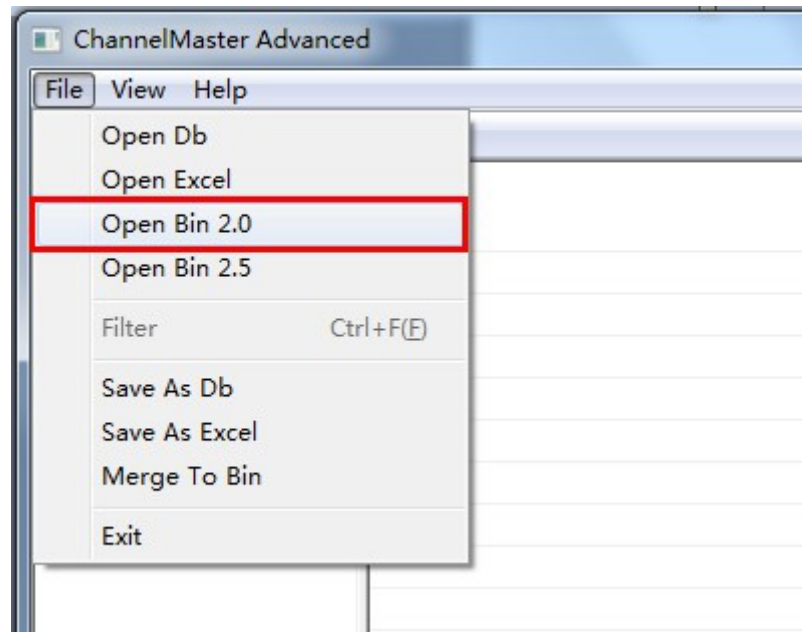 ChannelMaster Advanced
File View Help
Open Db
Open Excel
Open Bin 2.0
Open Bin 2.5
Filter Ctrl+F(F)
Save As Db
Save As Excel
Merge To Bin
Exit